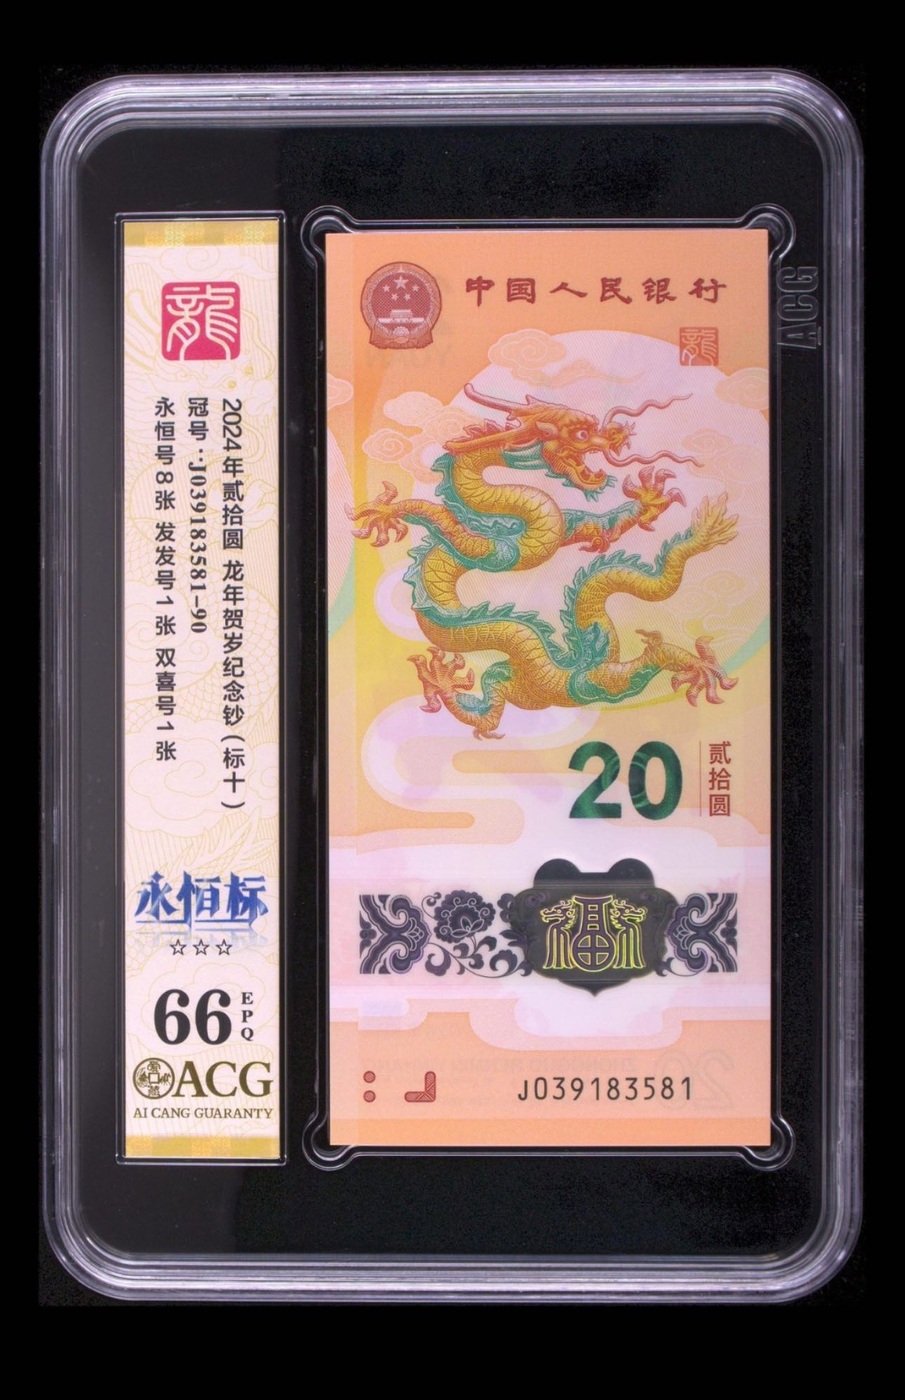 龍
2024年贰拾圆 龙年贺岁纪念钞(标十)
冠号:J039183581-90
永恒号8张 发发号1张 双喜号1张
永恒标
☆☆☆
66 EPQ
ACG
AI CANG GUARANTY
中国人民银行
龍
20
贰拾圆
福
J039183581
ACG